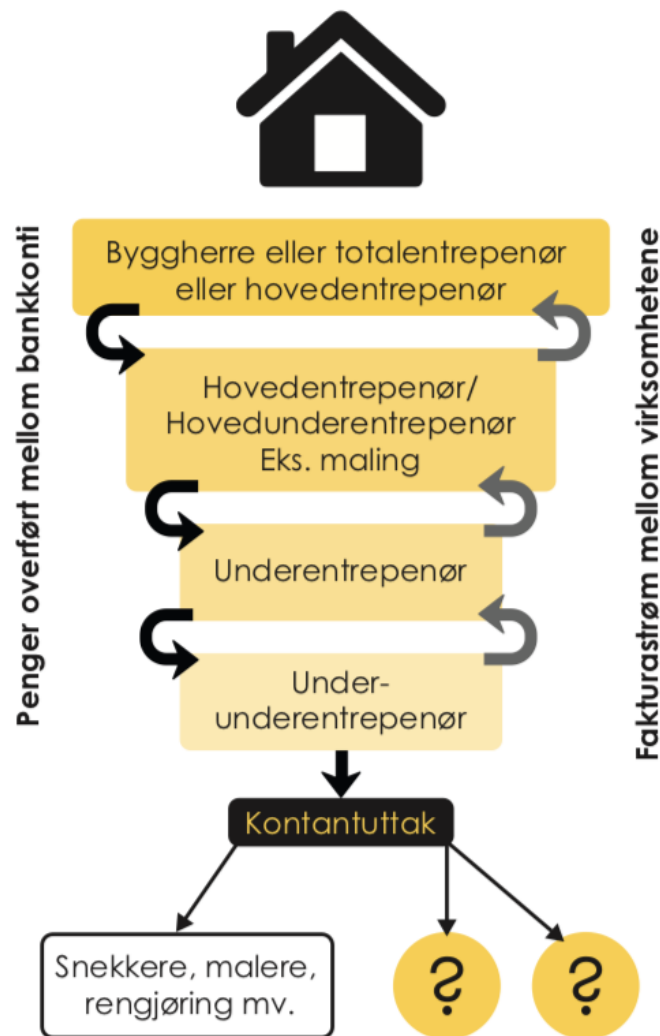 Penger overført mellom bankkonti
Byggherre eller totalentrepenør
eller hovedentrepenør
Hovedentrepenør/
Hovedunderentrepenør
Eks. maling
Underentrepenør
Under-
underentrepenør
Kontantuttak
Snekkere, malere,
rengjøring mv.
?
?
Fakturastrøm mellom virksomhetene